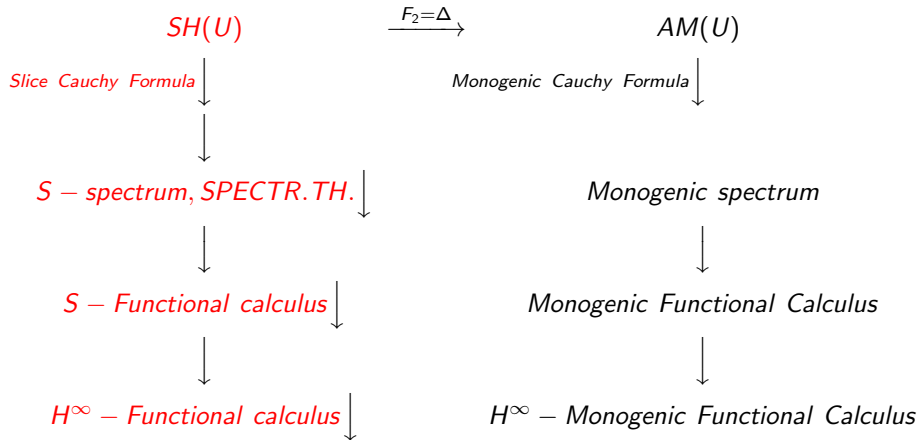 SH(U) F₂=Δ AM(U)
Slice Cauchy Formula Monogenic Cauchy Formula
S − spectrum, SPECTR.TH. Monogenic spectrum
S − Functional calculus Monogenic Functional Calculus
H^∞ − Functional calculus H^∞ − Monogenic Functional Calculus